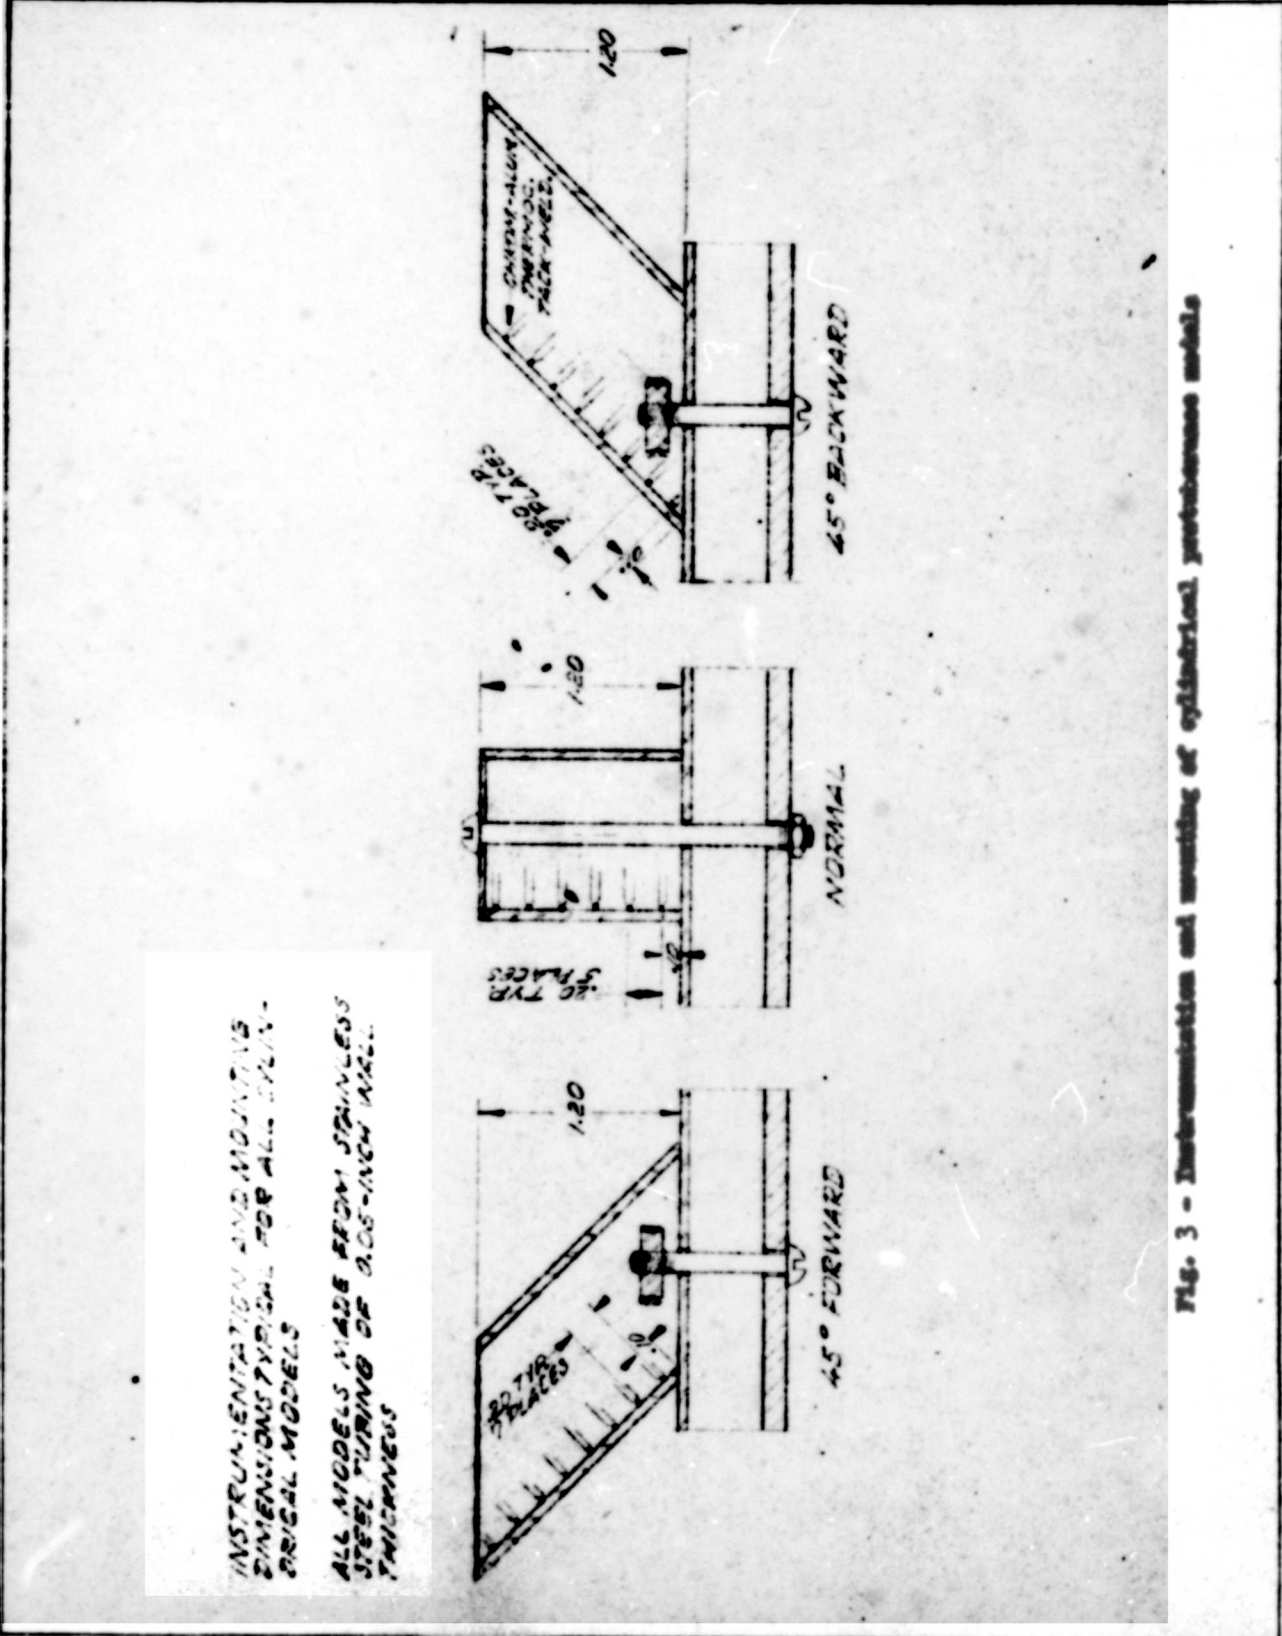 INSTRUMENTATION AND MOUNTING
DIMENSIONS TYPICAL FOR ALL CYLIN-
DRICAL MODELS
ALL MODELS MADE FROM STAINLESS
STEEL TUBING OF 0.05-INCH WALL
THICKNESS
.20 TYP.
7 PLACES
.10
1.20
45° FORWARD
.20 TYP.
5 PLACES
.10
1.20
NORMAL
.20 TYP.
PLACES
.10
THERMOC.
TACK-WELD.
1.20
45° BACKWARD
Fig. 3 - Instrumentation and mounting of cylindrical protuberance models